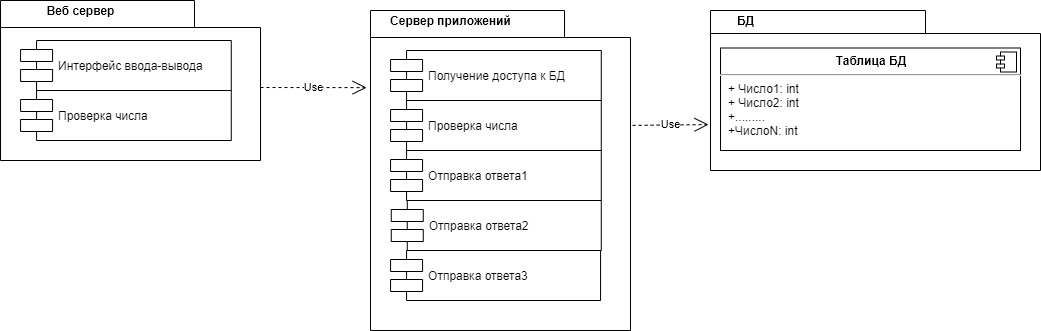 Веб сервер
Интерфейс ввода-вывода
Проверка числа
Use
Сервер приложений
Получение доступа к БД
Проверка числа
Отправка ответа1
Отправка ответа2
Отправка ответа3
Use
БД
Таблица БД
+ Число1: int
+ Число2: int
+.........
+ЧислоN: int